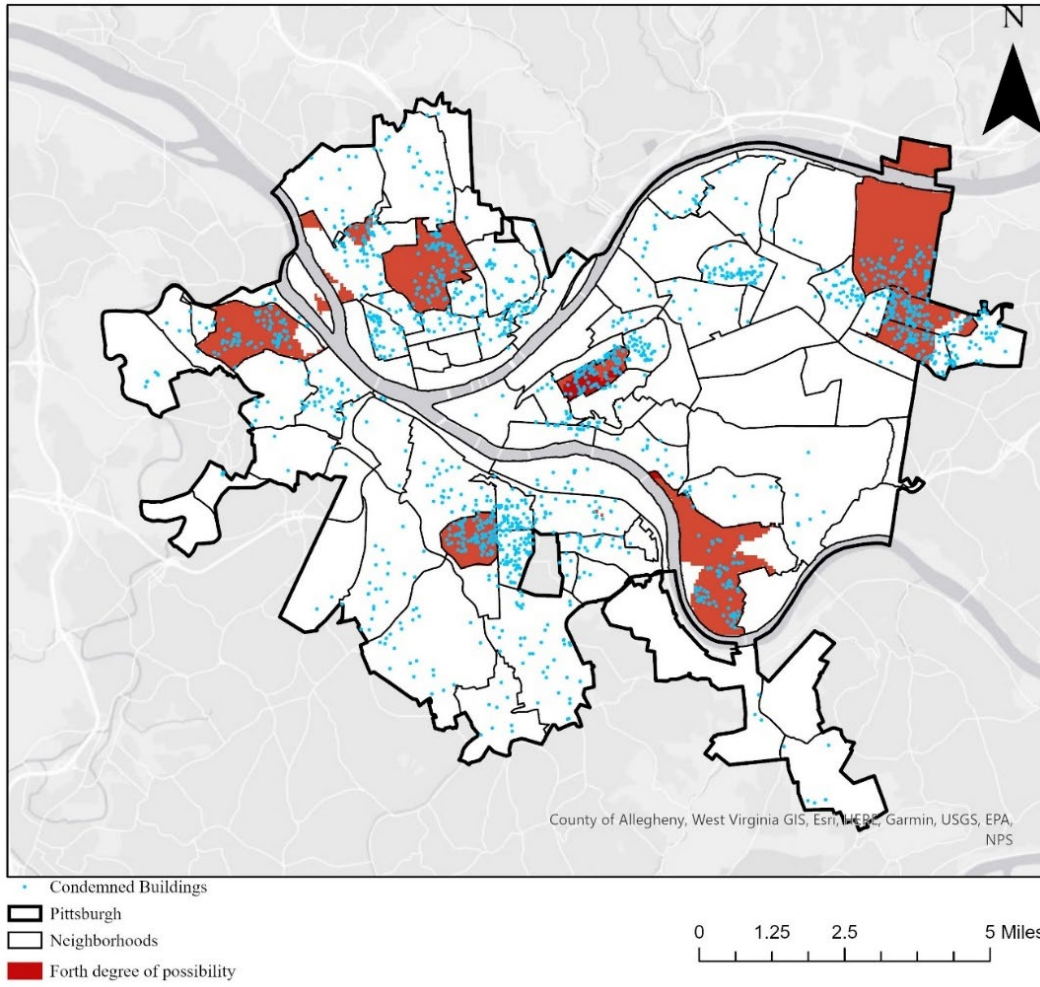 N
County of Allegheny, West Virginia GIS, Esri, HERE, Garmin, USGS, EPA,
NPS
Condemned Buildings
Pittsburgh
Neighborhoods
Forth degree of possibility
0 1.25 2.5 5 Miles